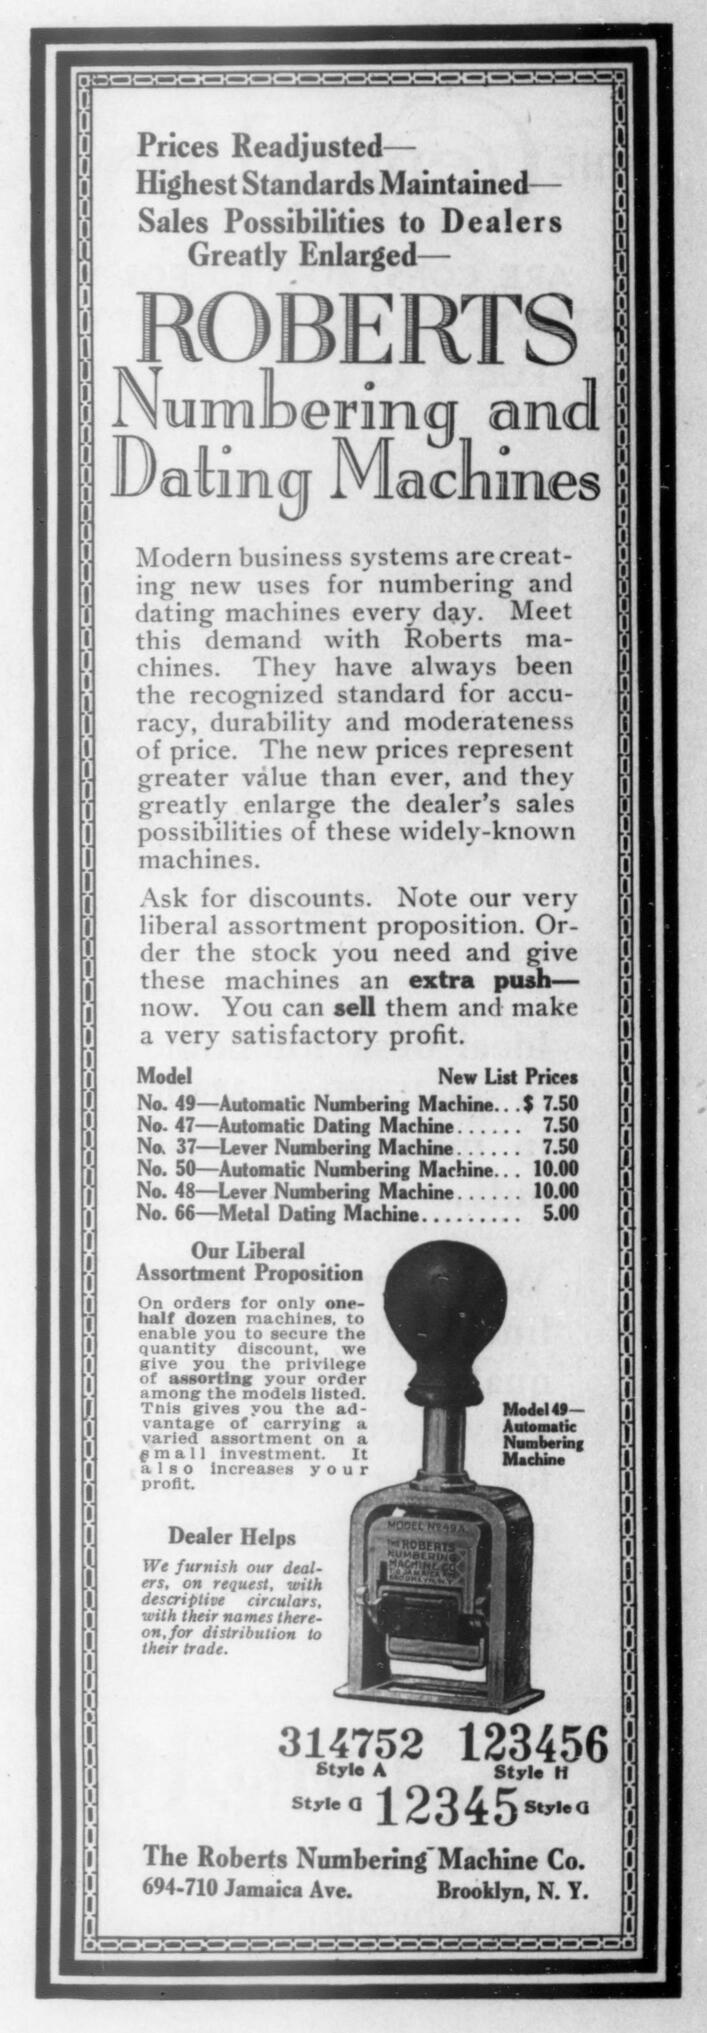 Prices Readjusted—
Highest Standards Maintained—
Sales Possibilities to Dealers
Greatly Enlarged—
ROBERTS
Numbering and
Dating Machines
Modern business systems are creat-
ing new uses for numbering and
dating machines every day. Meet
this demand with Roberts ma-
chines. They have always been
the recognized standard for accu-
racy, durability and moderateness
of price. The new prices represent
greater value than ever, and they
greatly enlarge the dealer's sales
possibilities of these widely-known
machines.
Ask for discounts. Note our very
liberal assortment proposition. Or-
der the stock you need and give
these machines an extra push—
now. You can sell them and make
a very satisfactory profit.
Model New List Prices
No. 49—Automatic Numbering Machine...$ 7.50
No. 47—Automatic Dating Machine...... 7.50
No. 37—Lever Numbering Machine...... 7.50
No. 50—Automatic Numbering Machine... 10.00
No. 48—Lever Numbering Machine...... 10.00
No. 66—Metal Dating Machine......... 5.00
Our Liberal
Assortment Proposition
On orders for only one-
half dozen machines, to
enable you to secure the
quantity discount, we
give you the privilege
of assorting your order
among the models listed.
This gives you the ad-
vantage of carrying a
varied assortment on a
small investment. It
also increases your
profit.
Model 49—
Automatic
Numbering
Machine
Dealer Helps
We furnish our deal-
ers, on request, with
descriptive circulars,
with their names there-
on, for distribution to
their trade.
MODEL No 49A
THE ROBERTS
NUMBERING
MACHINE CO
JAMAICA AVE
BROOKLYN, N.Y.
314752 123456
Style A Style H
Style G 12345 Style G
The Roberts Numbering Machine Co.
694-710 Jamaica Ave. Brooklyn, N. Y.